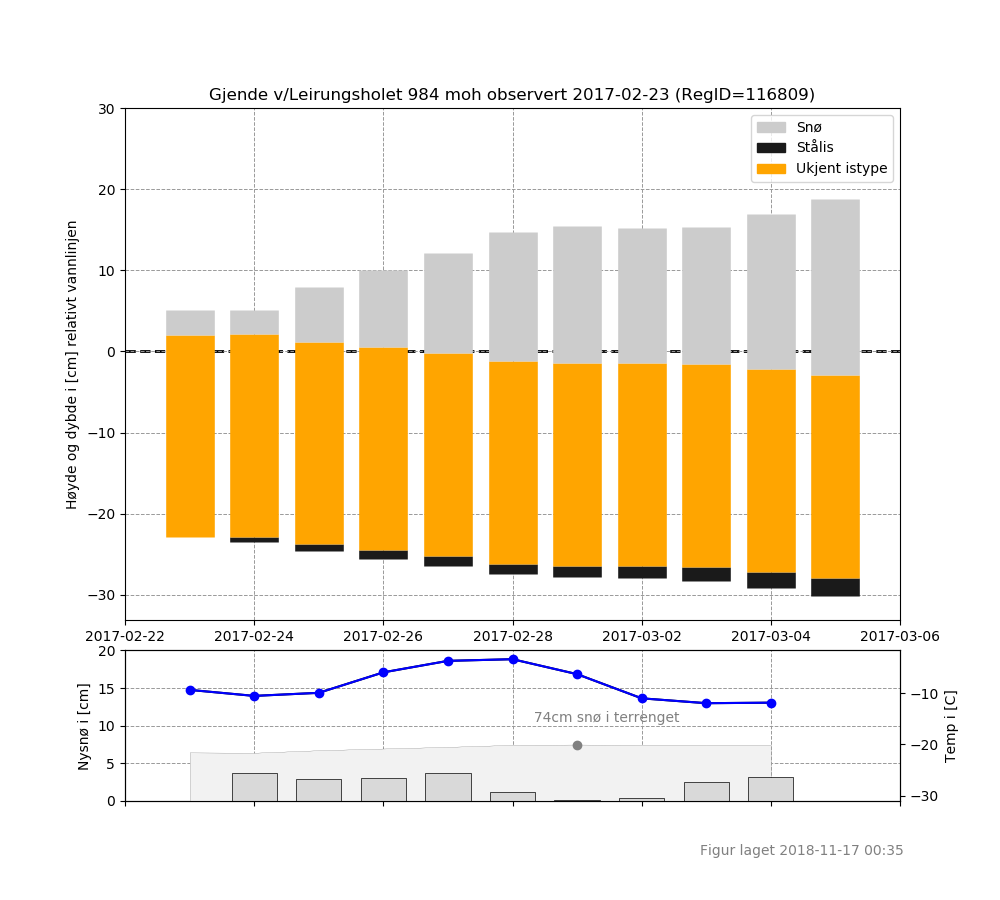 Gjende v/Leirungsholet 984 moh observert 2017-02-23 (RegID=116809)
30
20
10
0
−10
−20
−30
Høyde og dybde i [cm] relativt vannlinjen
Snø
Stålis
Ukjent istype
2017-02-22 2017-02-24 2017-02-26 2017-02-28 2017-03-02 2017-03-04 2017-03-06
20
15
10
5
0
Nysnø i [cm]
74cm snø i terrenget
−10
−20
−30
Temp i [C]
Figur laget 2018-11-17 00:35